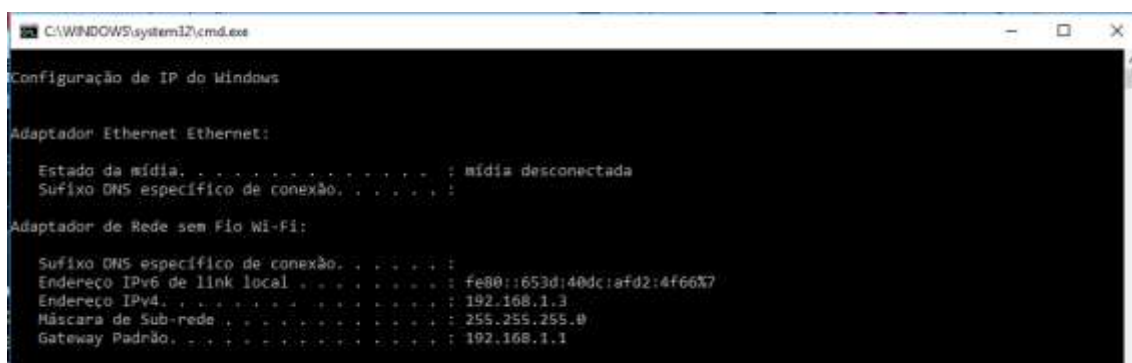 C:\WINDOWS\system32\cmd.exe
Configuração de IP do Windows
Adaptador Ethernet Ethernet:
Estado da mídia. . . . . . . . . . . . . . : mídia desconectada
Sufixo DNS específico de conexão. . . . . . :
Adaptador de Rede sem Fio Wi-Fi:
Sufixo DNS específico de conexão. . . . . . :
Endereço IPv6 de link local . . . . . . . . : fe80::653d:40dc:afd2:4f66%7
Endereço IPv4. . . . . . . . . . . . . . . : 192.168.1.3
Máscara de Sub-rede . . . . . . . . . . . . : 255.255.255.0
Gateway Padrão. . . . . . . . . . . . . . . : 192.168.1.1